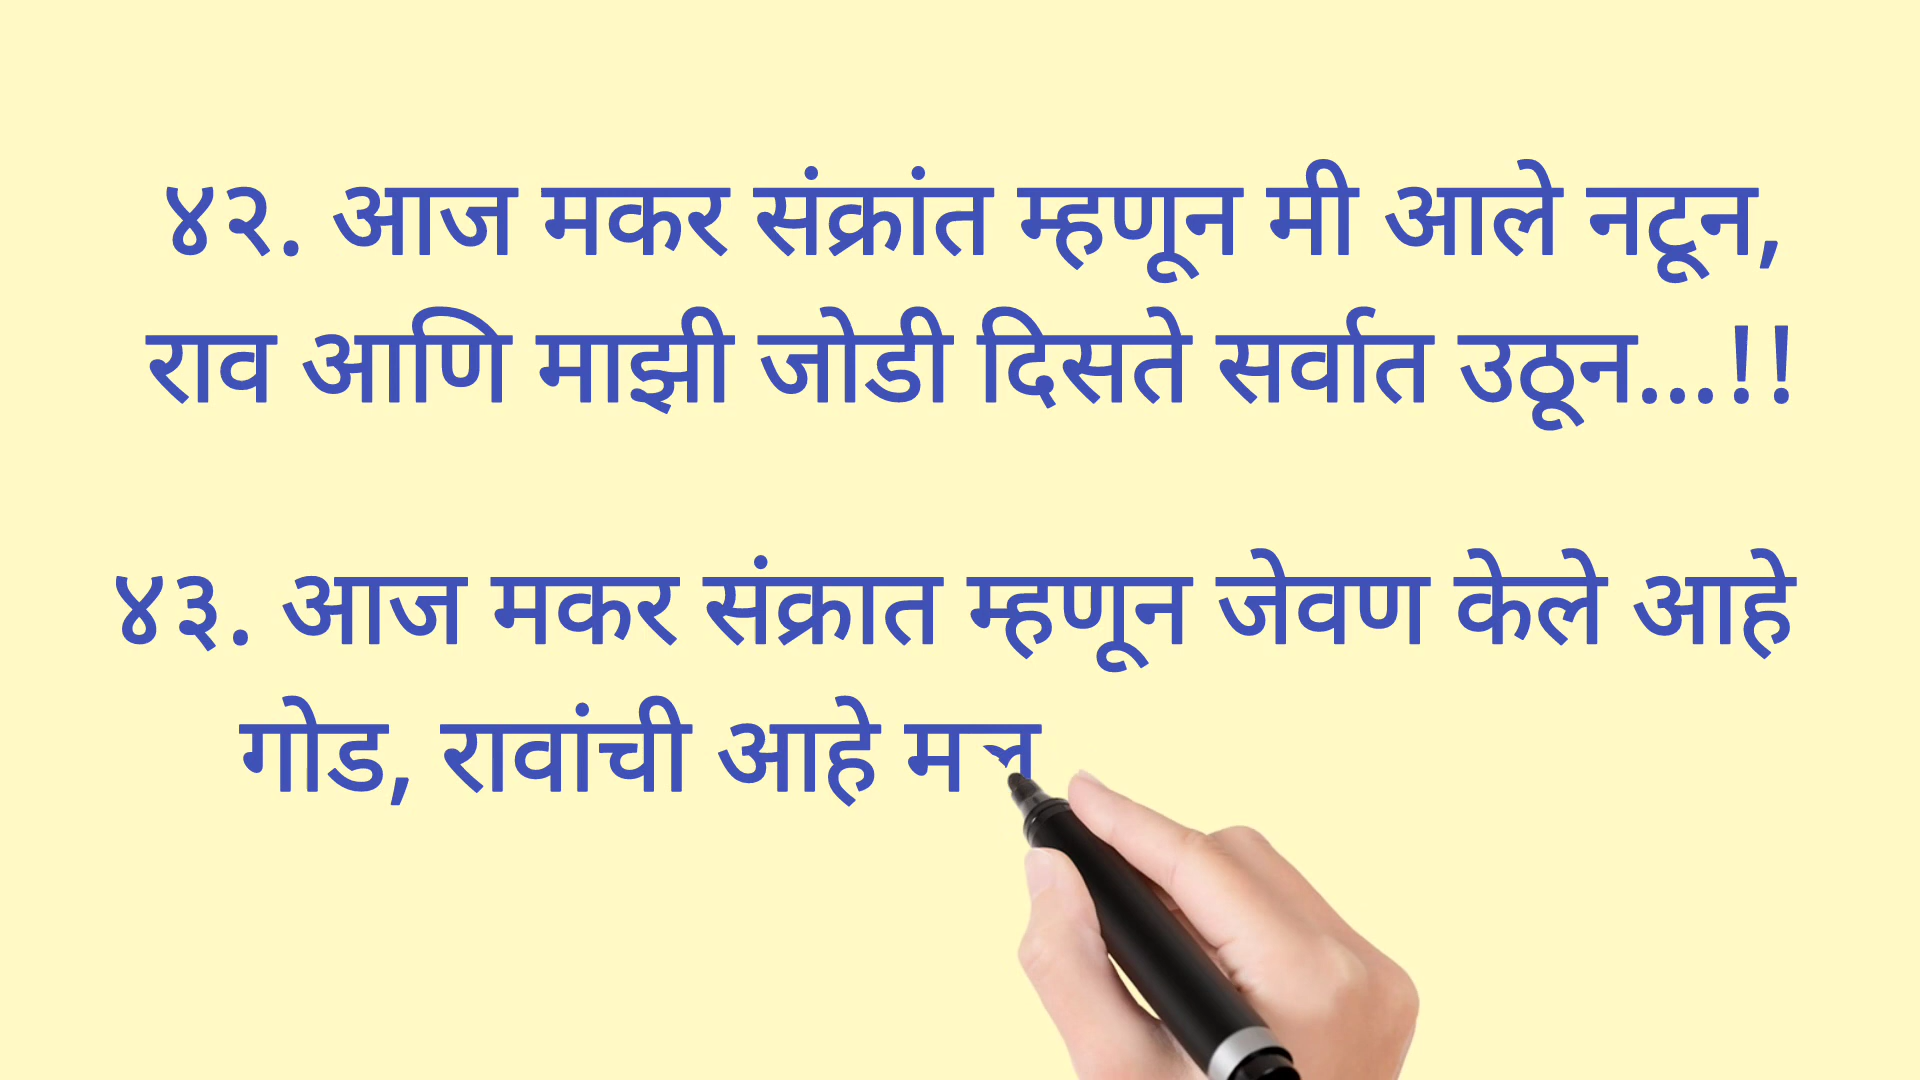 ४२. आज मकर संक्रांत म्हणून मी आले नटून,
राव आणि माझी जोडी दिसते सर्वात उठून...!!
४३. आज मकर संक्रात म्हणून जेवण केले आहे
गोड, रावांची आहे